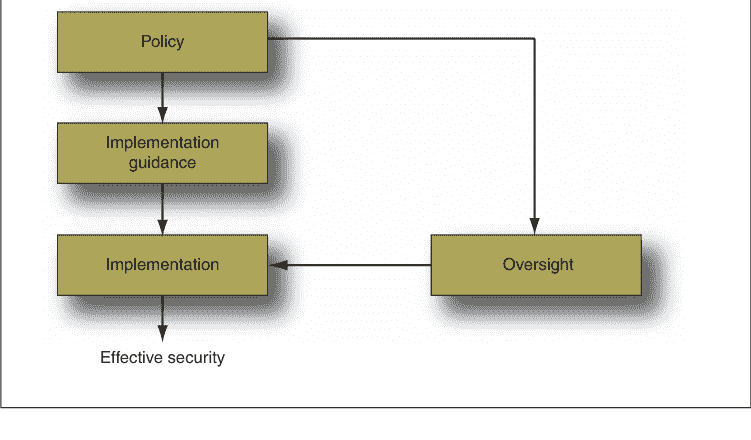 Policy
Implementation
guidance
Implementation
Oversight
Effective security